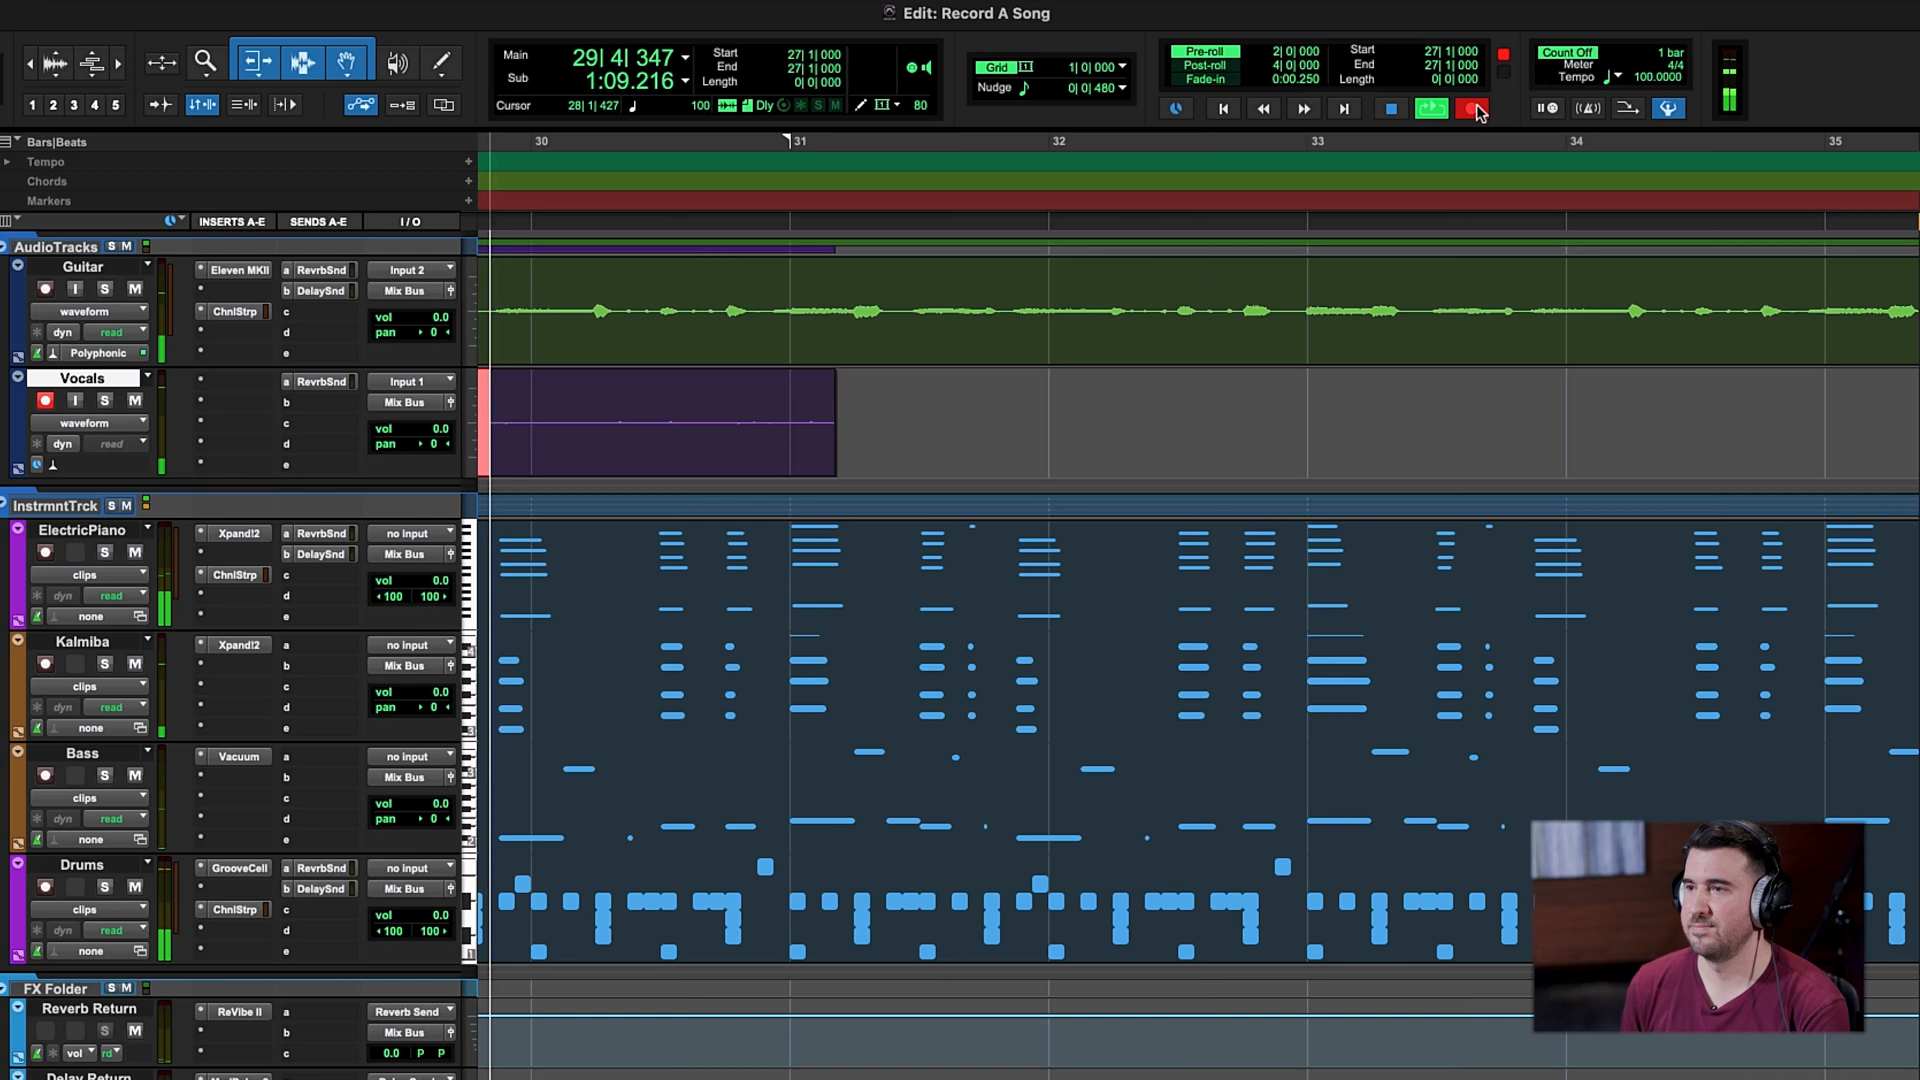 Edit: Record A Song
1 2 3 4 5
Main 29| 4| 347
Sub 1:09.216
Start 27| 1| 000
End 27| 1| 000
Length 0| 0| 000
Cursor 28| 1| 427 100 Dly S M 80
Grid 1| 0| 000
Nudge 0| 0| 480
Pre-roll 2| 0| 000
Post-roll 4| 0| 000
Fade-in 0:00.250
Start 27| 1| 000
End 27| 1| 000
Length 0| 0| 000
Count Off 1 bar
Meter 4/4
Tempo 100.0000
Bars|Beats 30 31 32 33 34 35
Tempo
Chords
Markers
INSERTS A-E SENDS A-E I / O
AudioTracks S M
Guitar Eleven MKII a RevrbSnd Input 2
I S M b DelaySnd Mix Bus
waveform ChnlStrp c vol 0.0
dyn read d pan 0
Polyphonic e
Vocals a RevrbSnd Input 1
I S M b Mix Bus
waveform c vol 0.0
dyn read d pan 0
e
InstrmntTrck S M
ElectricPiano Xpand!2 a RevrbSnd no input
S M b DelaySnd Mix Bus
clips ChnlStrp c vol 0.0
dyn read d 100 100
none e
Kalmiba Xpand!2 a no input
S M b Mix Bus
clips c vol 0.0
dyn read d pan 0
none e
Bass Vacuum a no input
S M b Mix Bus
clips c vol 0.0
dyn read d pan 0
none e
Drums GrooveCell a RevrbSnd no input
S M b DelaySnd Mix Bus
clips ChnlStrp c vol 0.0
dyn read d 100 100
none e
FX Folder S M
Reverb Return ReVibe II a Reverb Send
S M b Mix Bus
vol rd c 0.0 P P
Delay Return